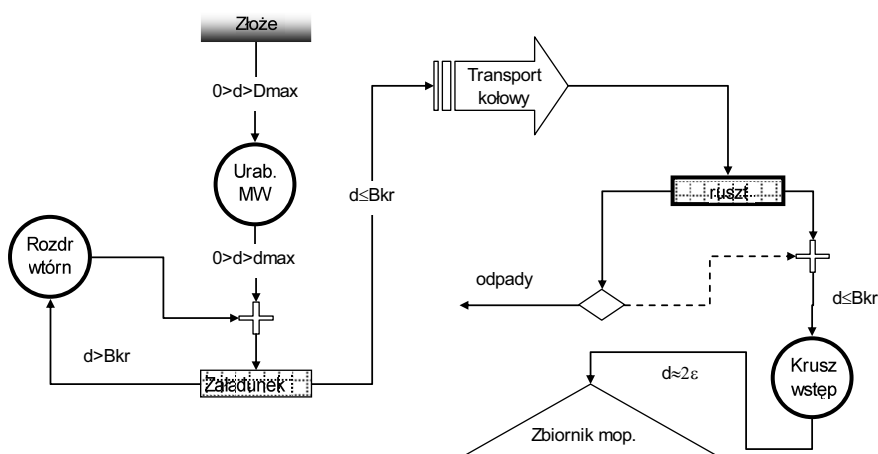 Złoże
0>d>Dmax
Urab.
MW
0>d>dmax
Rozdr
wtórn
d>Bkr
Załadunek
d≤Bkr
Transport
kołowy
ruszt
odpady
d≤Bkr
Krusz
wstęp
d≈2ε
Zbiornik mop.